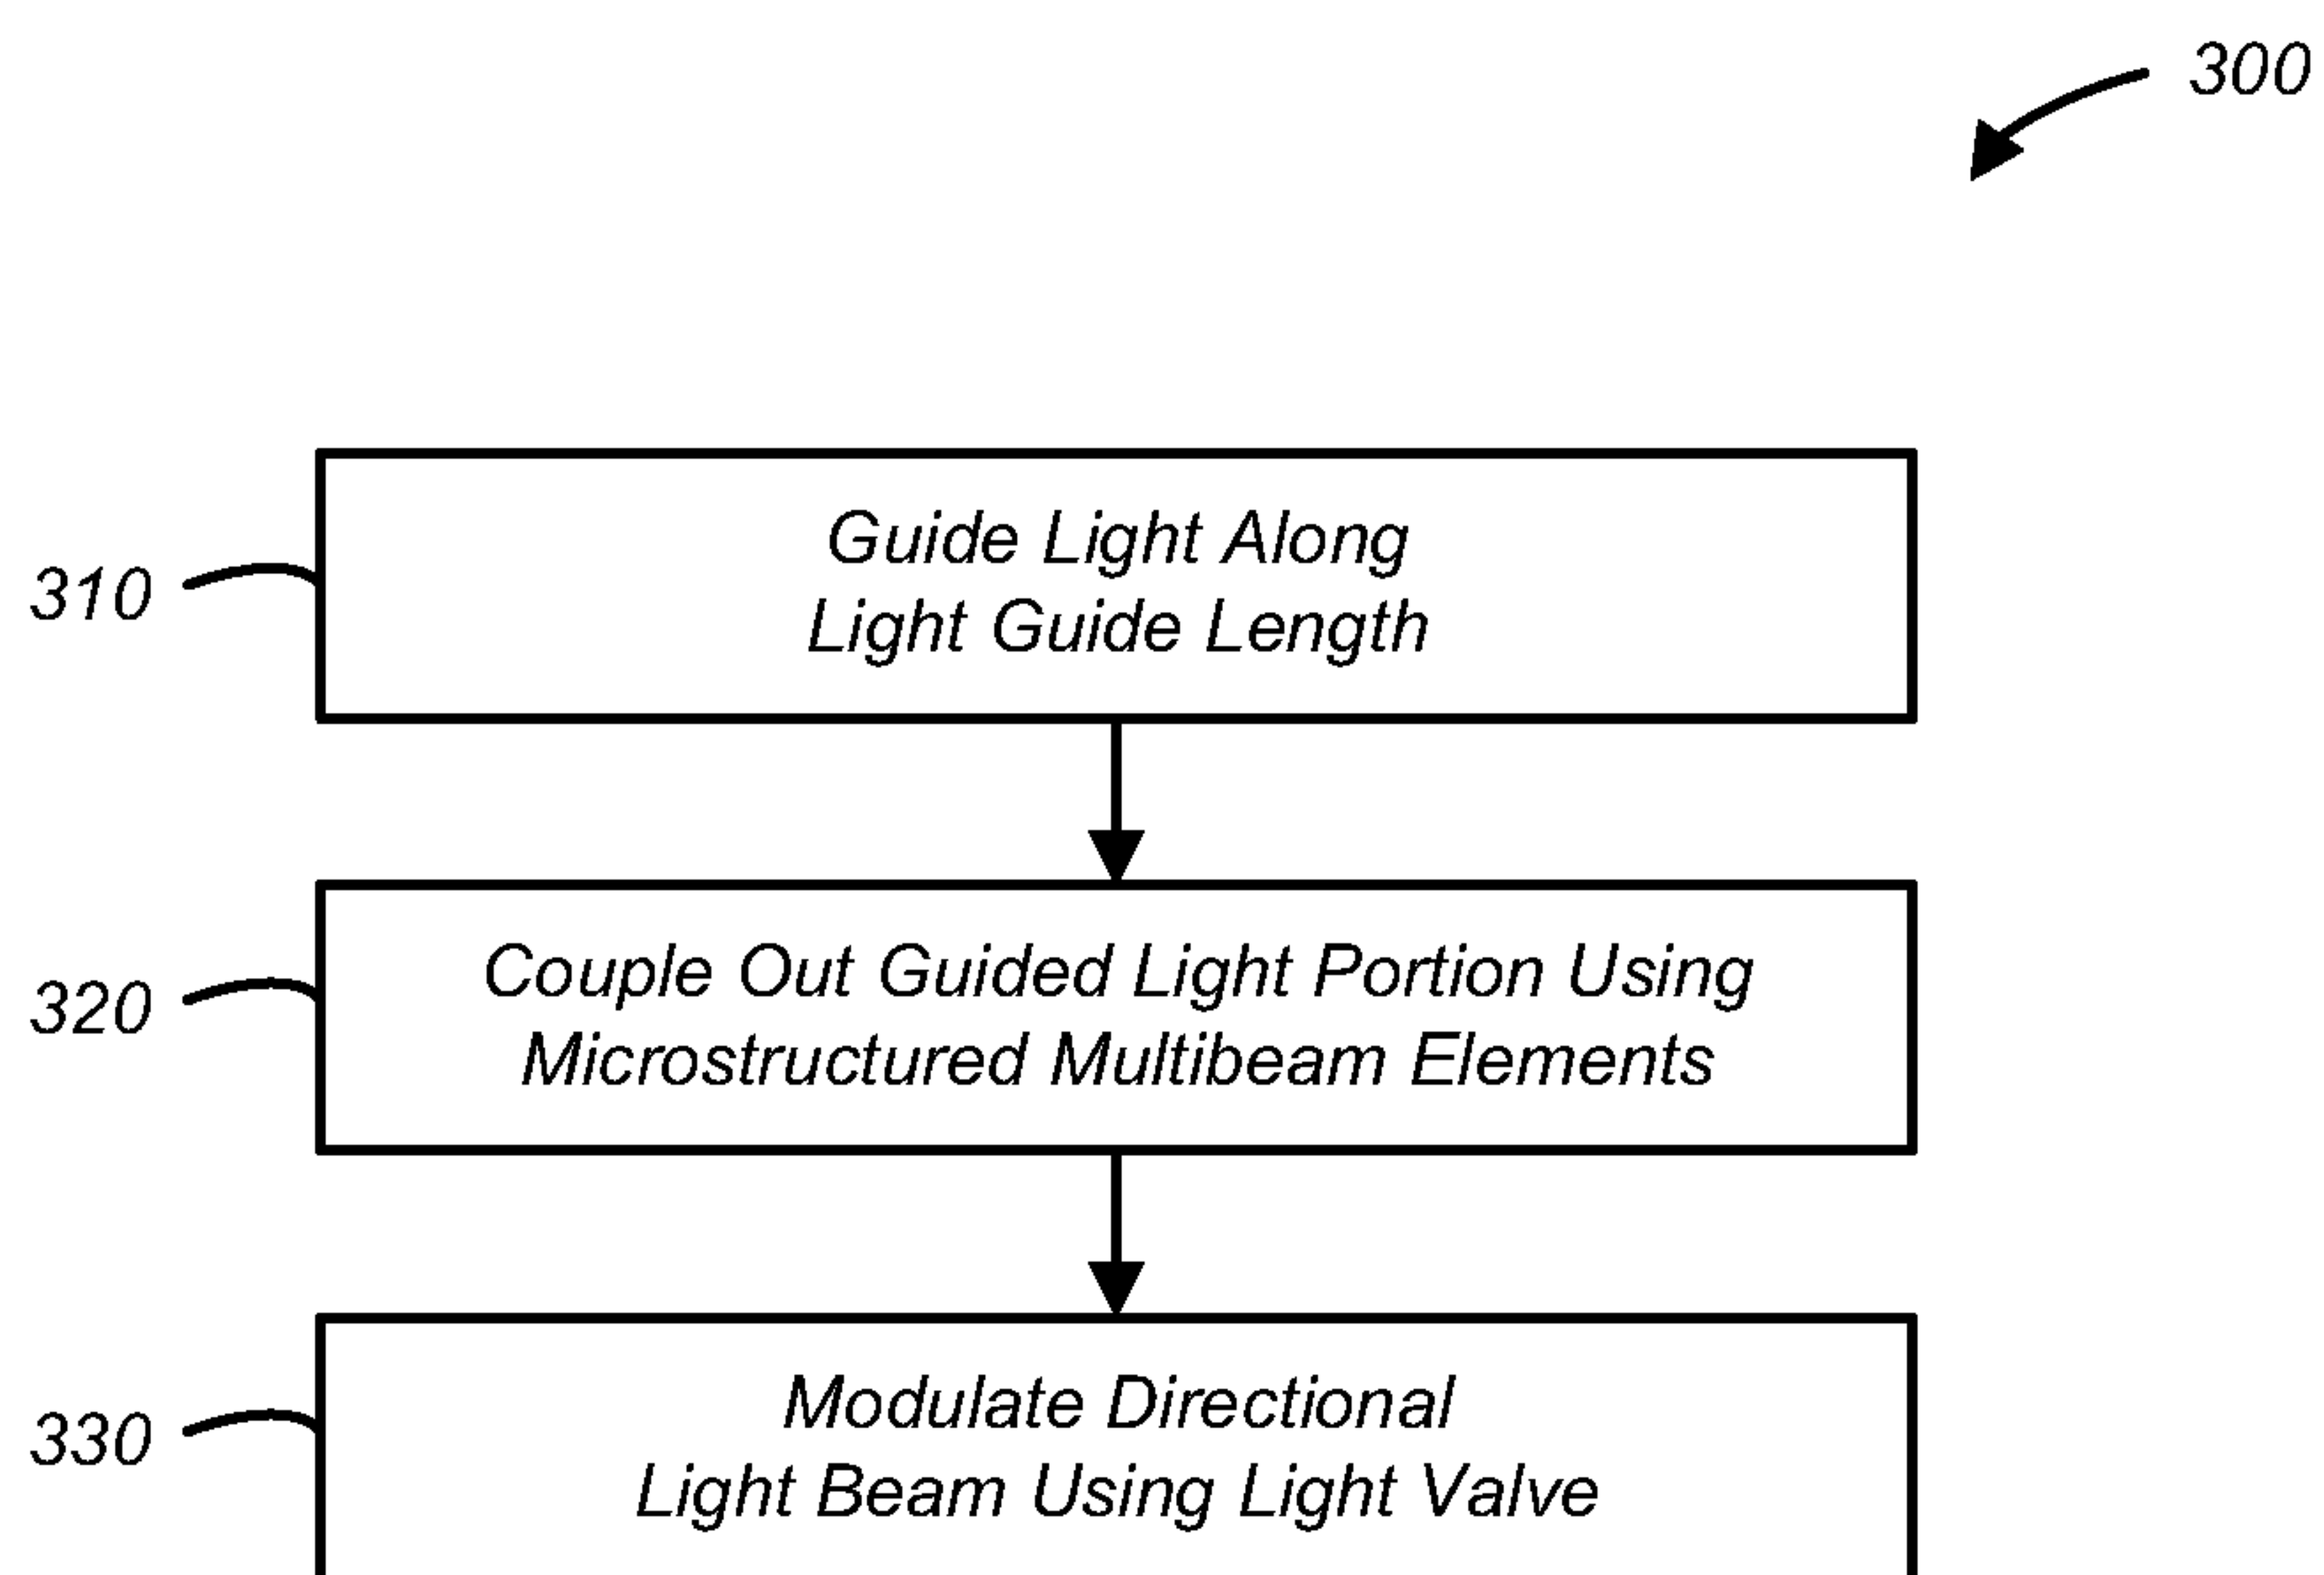 300
Guide Light Along
Light Guide Length
310
Couple Out Guided Light Portion Using
Microstructured Multibeam Elements
320
Modulate Directional
Light Beam Using Light Valve
330